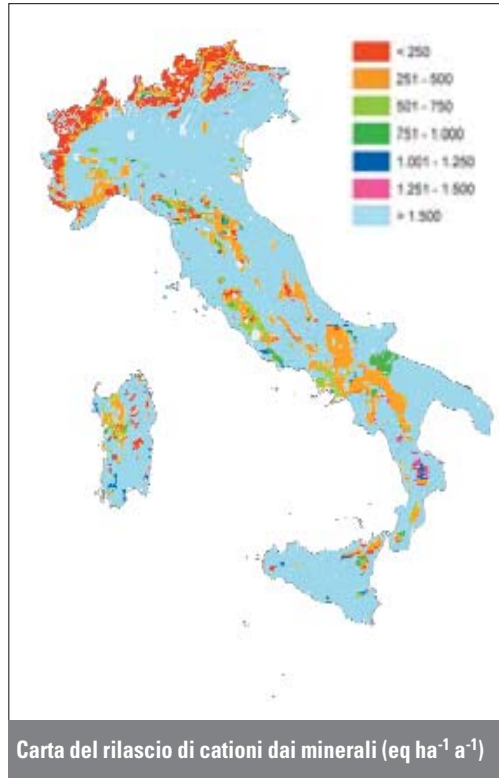 < 250
251 - 500
501 - 750
751 - 1.000
1.001 - 1.250
1.251 - 1.500
> 1.500
Carta del rilascio di cationi dai minerali (eq ha⁻¹ a⁻¹)